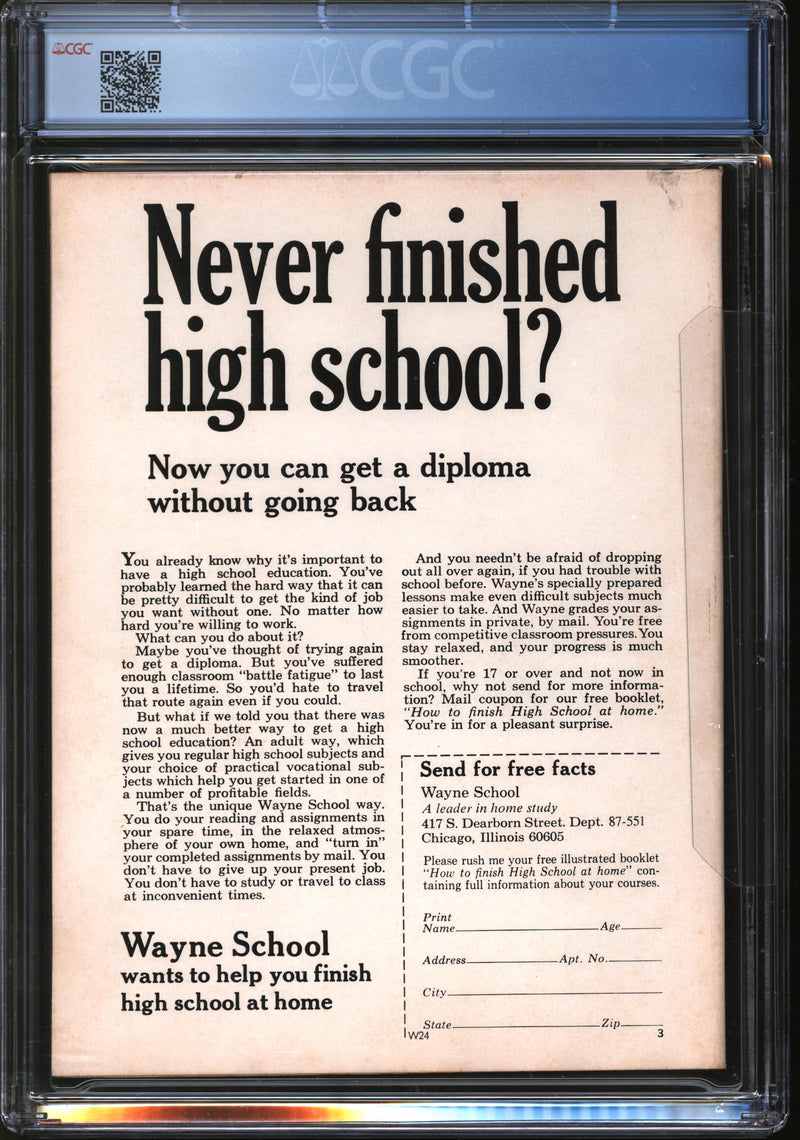 CGC
CGC
Never finished
high school?
Now you can get a diploma
without going back
You already know why it's important to
have a high school education. You've
probably learned the hard way that it can
be pretty difficult to get the kind of job
you want without one. No matter how
hard you're willing to work.
What can you do about it?
Maybe you've thought of trying again
to get a diploma. But you've suffered
enough classroom "battle fatigue" to last
you a lifetime. So you'd hate to travel
that route again even if you could.
But what if we told you that there was
now a much better way to get a high
school education? An adult way, which
gives you regular high school subjects and
your choice of practical vocational sub-
jects which help you get started in one of
a number of profitable fields.
That's the unique Wayne School way.
You do your reading and assignments in
your spare time, in the relaxed atmos-
phere of your own home, and "turn in"
your completed assignments by mail. You
don't have to give up your present job.
You don't have to study or travel to class
at inconvenient times.
Wayne School
wants to help you finish
high school at home
And you needn't be afraid of dropping
out all over again, if you had trouble with
school before. Wayne's specially prepared
lessons make even difficult subjects much
easier to take. And Wayne grades your as-
signments in private, by mail. You're free
from competitive classroom pressures. You
stay relaxed, and your progress is much
smoother.
If you're 17 or over and not now in
school, why not send for more informa-
tion? Mail coupon for our free booklet,
"How to finish High School at home."
You're in for a pleasant surprise.
Send for free facts
Wayne School
A leader in home study
417 S. Dearborn Street. Dept. 87-551
Chicago, Illinois 60605
Please rush me your free illustrated booklet
"How to finish High School at home" con-
taining full information about your courses.
Print
Name Age
Address Apt. No.
City
State Zip
W24 3